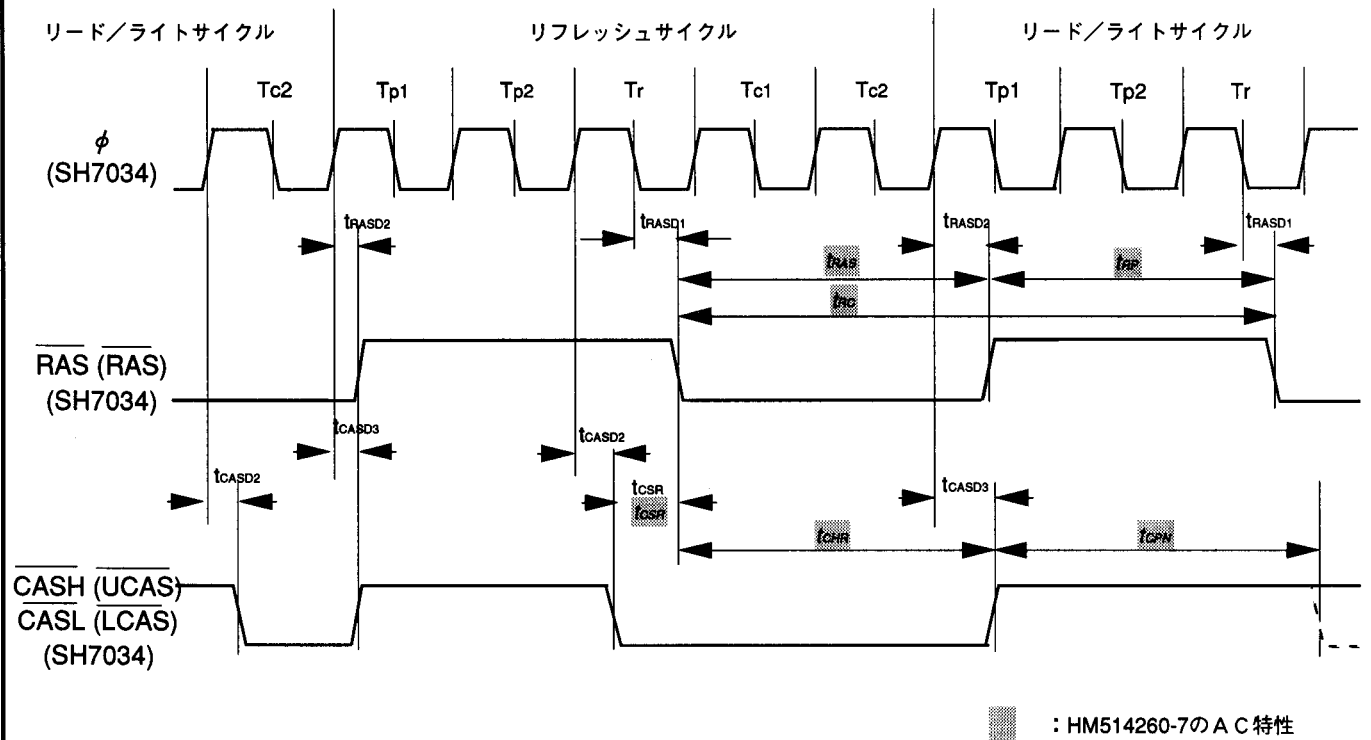 リード／ライトサイクル リフレッシュサイクル リード／ライトサイクル
Tc2 Tp1 Tp2 Tr Tc1 Tc2 Tp1 Tp2 Tr
φ
(SH7034)
tRASD2 tRASD1 tRASD2 tRASD1
tRAS tRP
tRC
RAS (RAS)
(SH7034)
tCASD3 tCASD2
tCASD2 tCSR tCASD3
tCSR
tCHR tCPN
CASH (UCAS)
CASL (LCAS)
(SH7034)
：HM514260-7のＡＣ特性